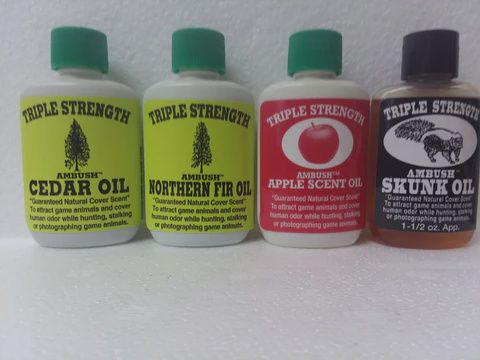 TRIPLE STRENGTH
AMBUSH™
CEDAR OIL
"Guaranteed Natural Cover Scent"
To attract game animals and cover
human odor while hunting, stalking
or photographing game animals.
TRIPLE STRENGTH
AMBUSH™
NORTHERN FIR OIL
"Guaranteed Natural Cover Scent"
To attract game animals and cover
human odor while hunting, stalking
or photographing game animals.
TRIPLE STRENGTH
AMBUSH™
APPLE SCENT OIL
"Guaranteed Natural Cover Scent"
To attract game animals and cover
human odor while hunting, stalking
or photographing game animals.
TRIPLE STRENGTH
AMBUSH™
SKUNK OIL
"Guaranteed Natural Cover Scent"
To attract game animals and cover
human odor while hunting, stalking
or photographing game animals.
1-1/2 oz. App.